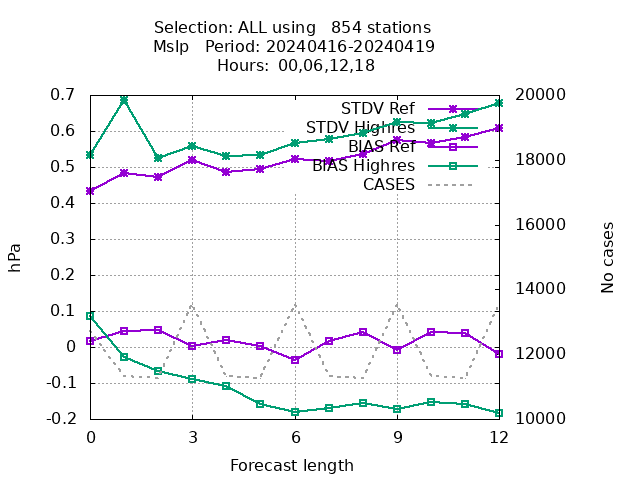 Selection: ALL using   854 stations
Mslp   Period: 20240416-20240419
Hours: 00,06,12,18
0.7
0.6
0.5
0.4
0.3
0.2
0.1
0
-0.1
-0.2
hPa
STDV Ref
STDV Highres
BIAS Ref
BIAS Highres
CASES
20000
18000
16000
14000
12000
10000
No cases
0 3 6 9 12
Forecast length